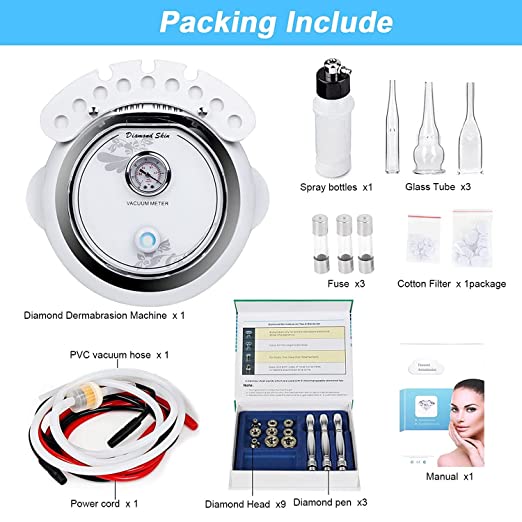 Packing Include
Diamond Skin
VACUUM METER
Spray bottles x1
Glass Tube x3
Fuse x3
Cotton Filter x 1package
Diamond Dermabrasion Machine x 1
PVC vacuum hose x 1
Power cord x 1
Diamond Head x9
Diamond pen x3
Manual x1